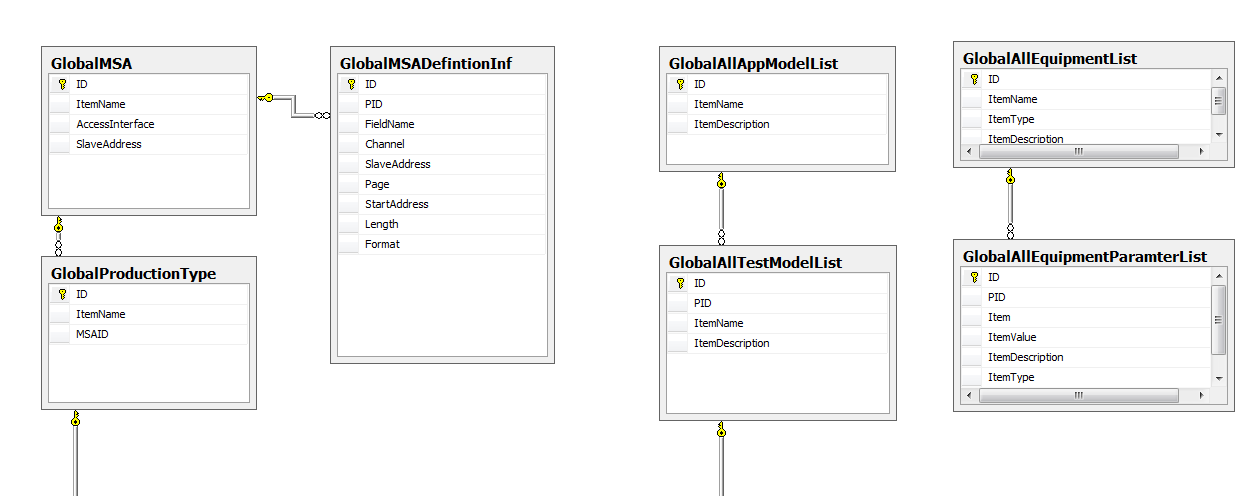 GlobalMSA
ID
ItemName
AccessInterface
SlaveAddress
GlobalMSADefintionInf
ID
PID
FieldName
Channel
SlaveAddress
Page
StartAddress
Length
Format
GlobalProductionType
ID
ItemName
MSAID
GlobalAllAppModelList
ID
ItemName
ItemDescription
GlobalAllTestModelList
ID
PID
ItemName
ItemDescription
GlobalAllEquipmentList
ID
ItemName
ItemType
ItemDescription
GlobalAllEquipmentParamterList
ID
PID
Item
ItemValue
ItemDescription
ItemType